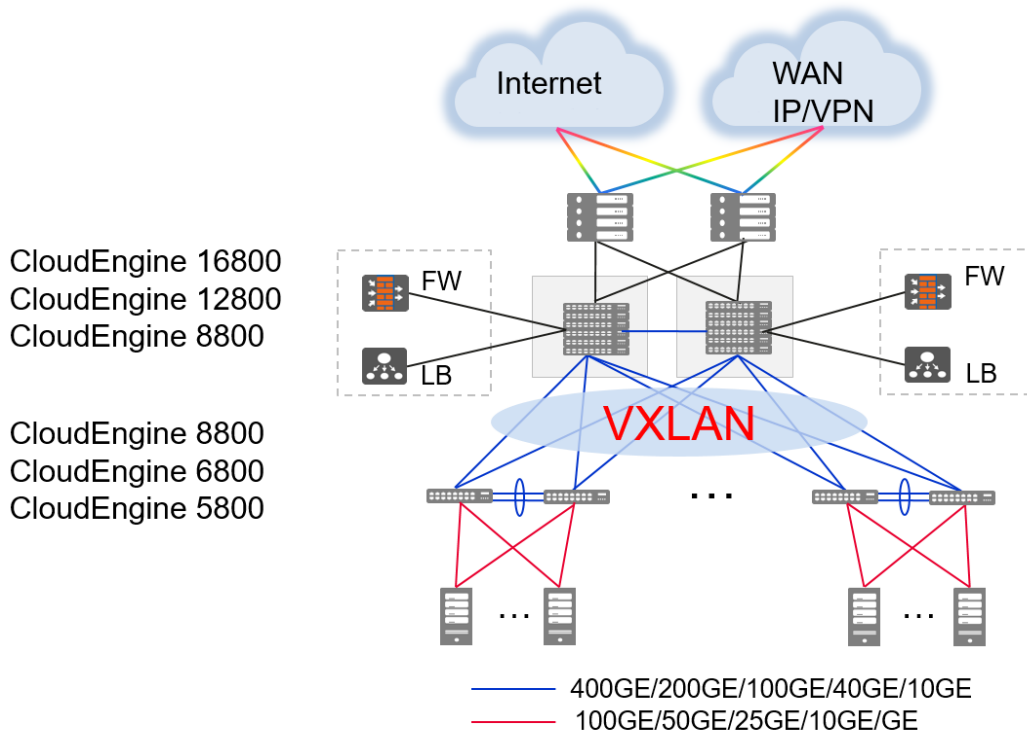 Internet
WAN
IP/VPN
CloudEngine 16800
CloudEngine 12800
CloudEngine 8800
FW
LB
FW
LB
VXLAN
CloudEngine 8800
CloudEngine 6800
CloudEngine 5800
...
... ...
400GE/200GE/100GE/40GE/10GE
100GE/50GE/25GE/10GE/GE